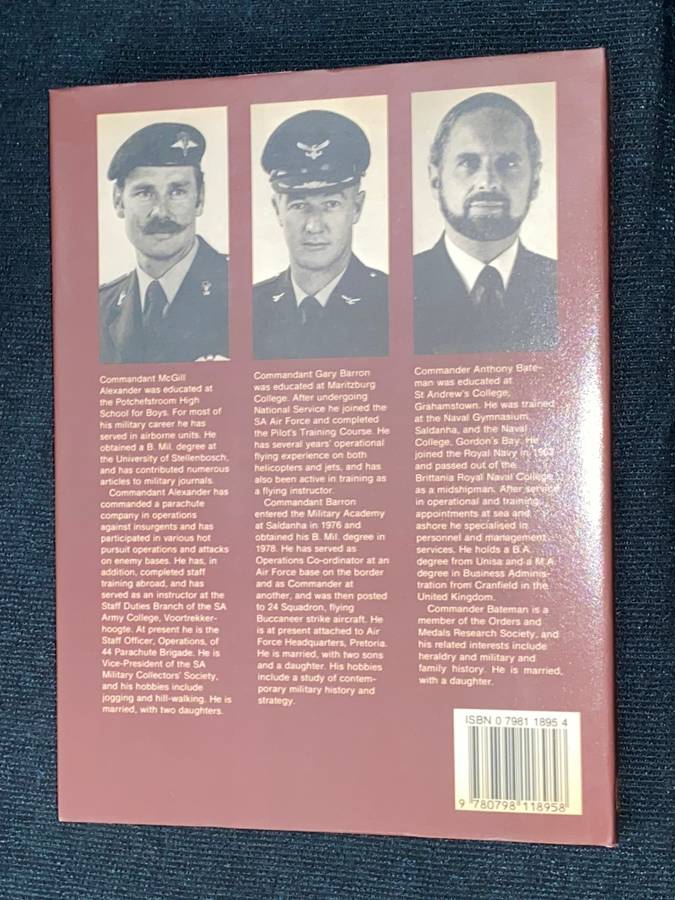 Commandant McGill
Alexander was educated at
the Potchefstroom High
School for Boys. For most of
his military career he has
served in airborne units. He
obtained a B. Mil. degree at
the University of Stellenbosch,
and has contributed numerous
articles to military journals.
Commandant Alexander has
commanded a parachute
company in operations
against insurgents and has
participated in various hot
pursuit operations and attacks
on enemy bases. He has, in
addition, completed staff
training abroad, and has
served as an instructor at the
Staff Duties Branch of the SA
Army College, Voortrekker-
hoogte. At present he is the
Staff Officer, Operations, of
44 Parachute Brigade. He is
Vice-President of the SA
Military Collectors' Society,
and his hobbies include
jogging and hill-walking. He is
married, with two daughters.
Commandant Gary Barron
was educated at Maritzburg
College. After undergoing
National Service he joined the
SA Air Force and completed
the Pilot's Training Course. He
has several years' operational
flying experience on both
helicopters and jets, and has
also been active in training as
a flying instructor.
Commandant Barron
entered the Military Academy
at Saldanha in 1976 and
obtained his B. Mil. degree in
1978. He has served as
Operations Co-ordinator at an
Air Force base on the border
and as Commander at
another, and was then posted
to 24 Squadron, flying
Buccaneer strike aircraft. He
is at present attached to Air
Force Headquarters, Pretoria.
He is married, with two sons
and a daughter. His hobbies
include a study of contem-
porary military history and
strategy.
Commander Anthony Bate-
man was educated at
St Andrew's College,
Grahamstown. He was trained
at the Naval Gymnasium,
Saldanha, and the Naval
College, Gordon's Bay. He
joined the Royal Navy in 1963
and passed out of the
Brittania Royal Naval College
as a midshipman. After service
in operational and training
appointments at sea and
ashore he specialised in
personnel and management
services. He holds a B.A.
degree from Unisa and a M.A.
degree in Business Adminis-
tration from Cranfield in the
United Kingdom.
Commander Bateman is a
member of the Orders and
Medals Research Society, and
his related interests include
heraldry and military and
family history. He is married,
with a daughter.
ISBN 0 7981 1895 4
9 780798 118958